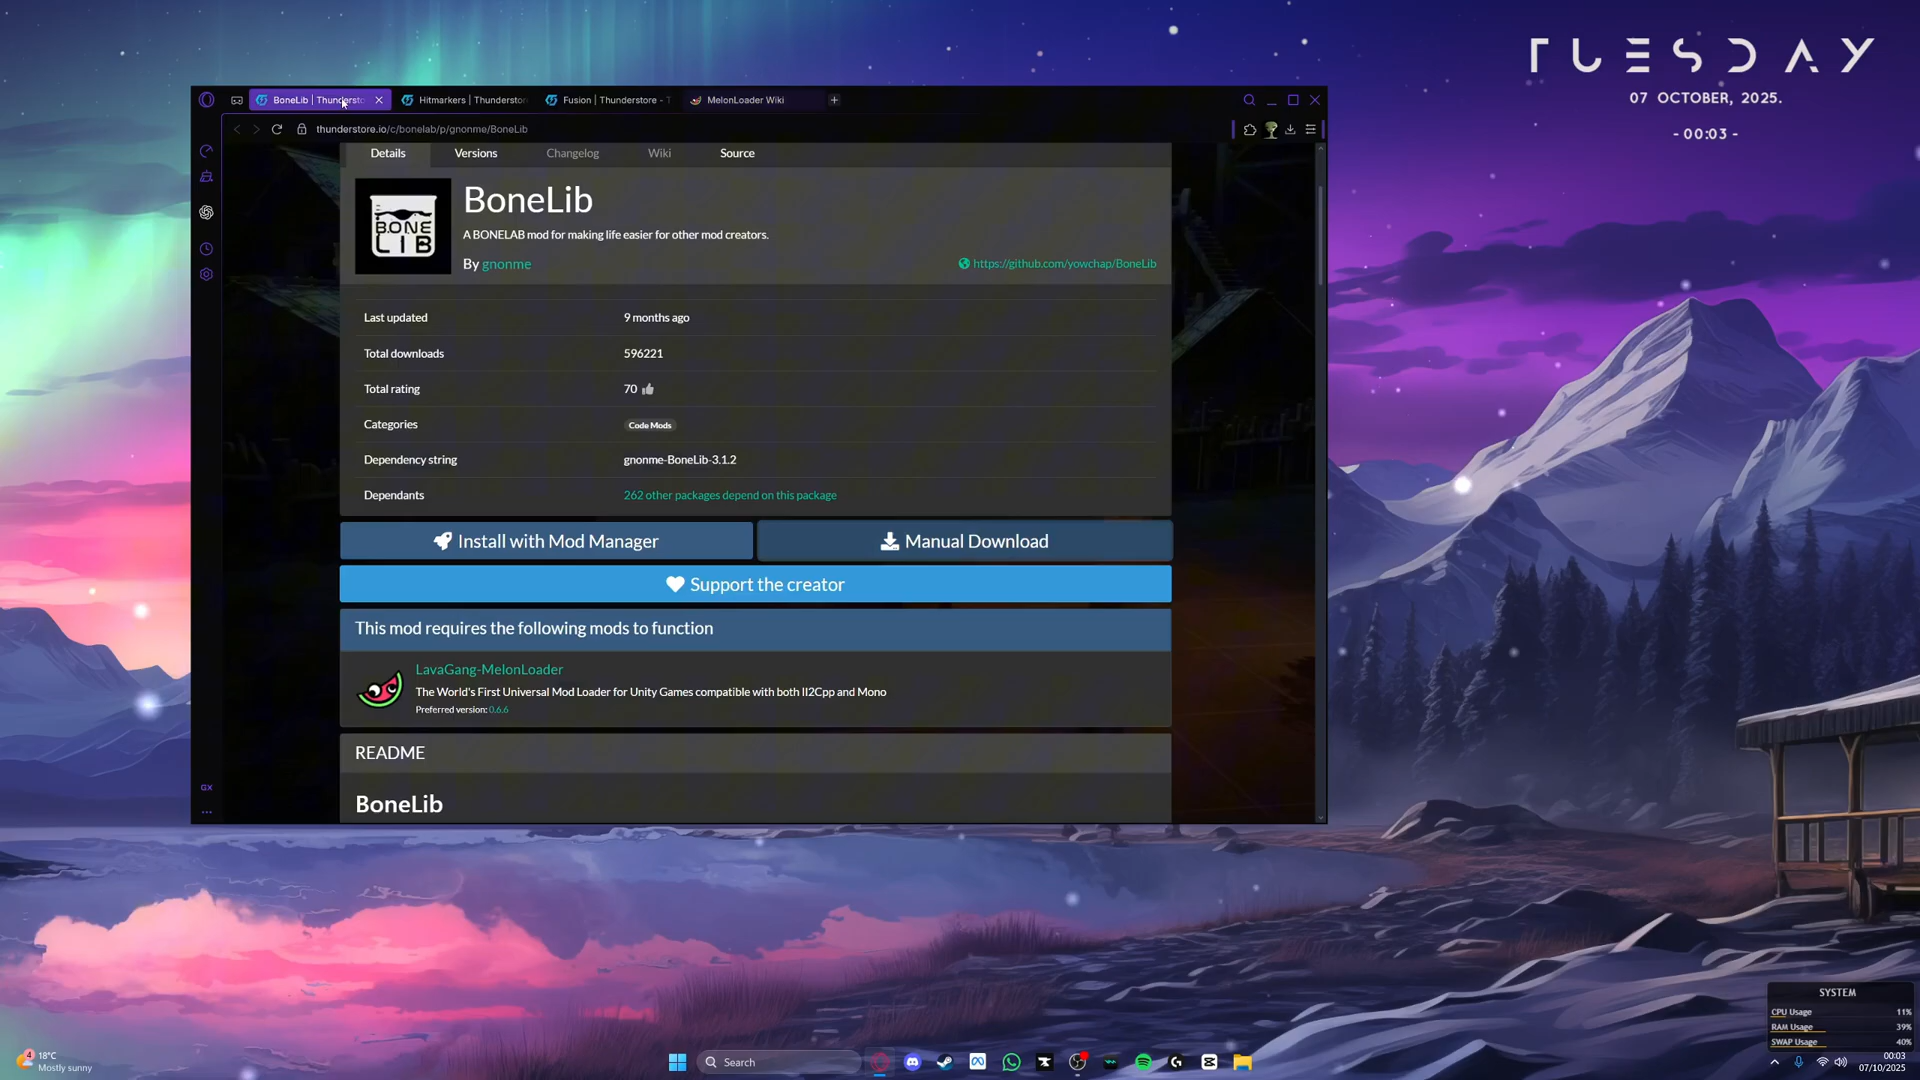 TUESDAY
07 OCTOBER, 2025.
- 00:03 -
BoneLib | Thunderstc
Hitmarkers | Thunderstor
Fusion | Thunderstore - T
MelonLoader Wiki
thunderstore.io/c/bonelab/p/gnonme/BoneLib
Details
Versions
Changelog
Wiki
Source
BONE
LIB
BoneLib
A BONELAB mod for making life easier for other mod creators.
By gnonme
https://github.com/yowchap/BoneLib
Last updated 9 months ago
Total downloads 596221
Total rating 70
Categories Code Mods
Dependency string gnonme-BoneLib-3.1.2
Dependants 262 other packages depend on this package
Install with Mod Manager
Manual Download
Support the creator
This mod requires the following mods to function
LavaGang-MelonLoader
The World's First Universal Mod Loader for Unity Games compatible with both Il2Cpp and Mono
Preferred version: 0.6.6
README
BoneLib
GX
SYSTEM
CPU Usage 11%
RAM Usage 39%
SWAP Usage 40%
4
18°C
Mostly sunny
Search
00:03
07/10/2025